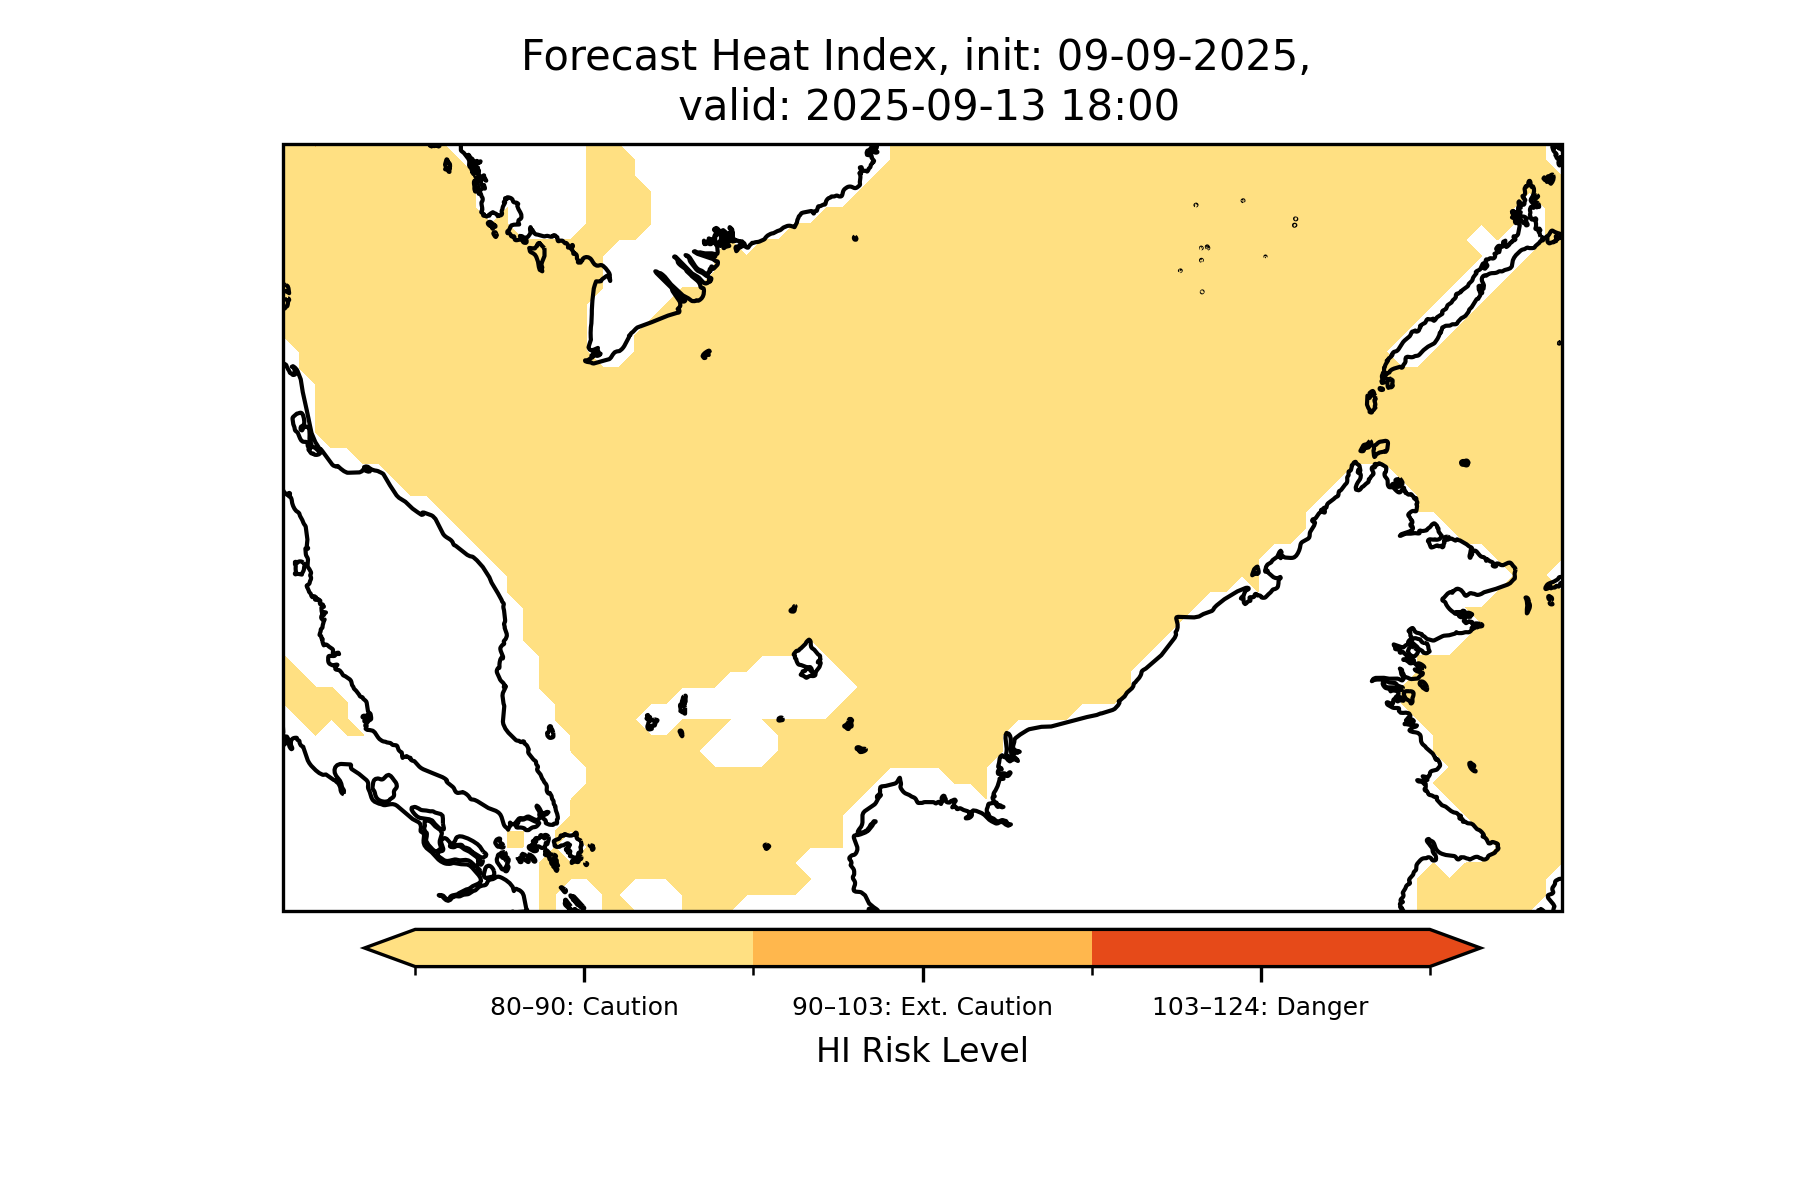 Forecast Heat Index, init: 09-09-2025,
valid: 2025-09-13 18:00
80–90: Caution
90–103: Ext. Caution
103–124: Danger
HI Risk Level